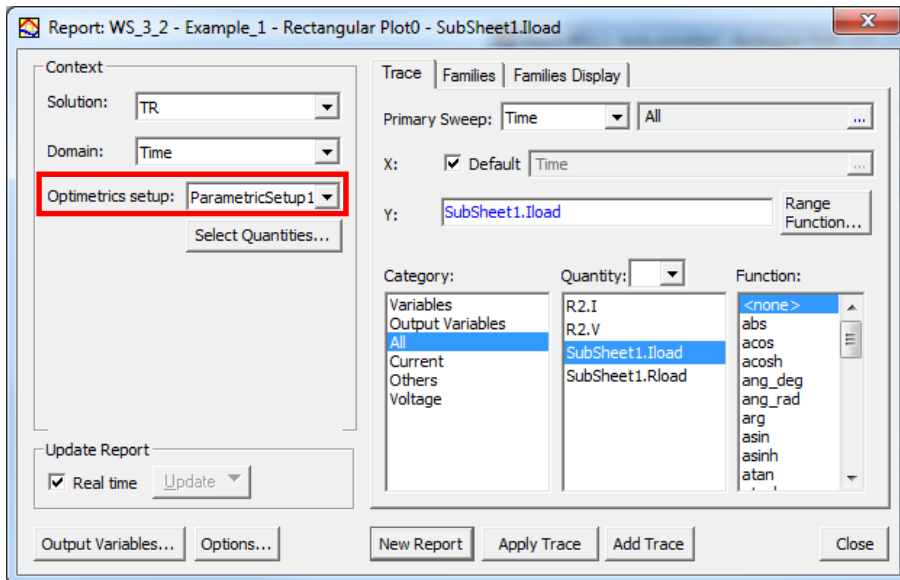 Report: WS_3_2 - Example_1 - Rectangular Plot0 - SubSheet1.Iload
Context
Solution: TR
Domain: Time
Optimetrics setup: ParametricSetup1
Select Quantities...
Update Report
Real time Update
Output Variables... Options...
Trace Families Families Display
Primary Sweep: Time All ...
X: Default Time ...
Y: SubSheet1.Iload Range
Function...
Category: Quantity: Function:
Variables
Output Variables
All
Current
Others
Voltage
R2.I
R2.V
SubSheet1.Iload
SubSheet1.Rload
<none>
abs
acos
acosh
ang_deg
ang_rad
arg
asin
asinh
atan
New Report Apply Trace Add Trace Close